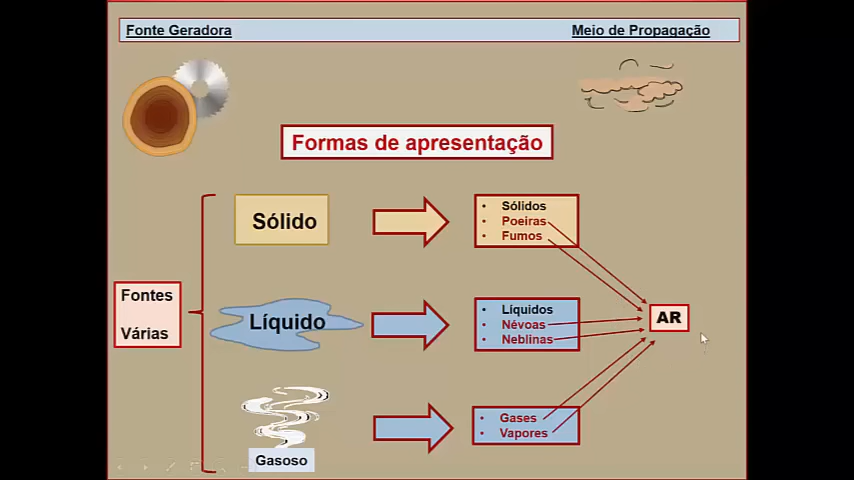 Fonte Geradora
Meio de Propagação
Formas de apresentação
Sólido
• Sólidos
• Poeiras
• Fumos
Fontes
Várias
Líquido
• Líquidos
• Névoas
• Neblinas
AR
Gasoso
• Gases
• Vapores